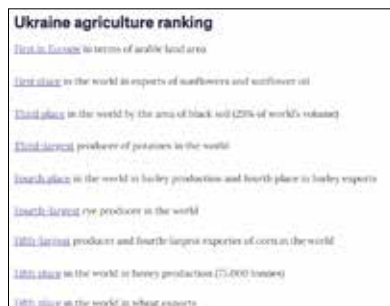 Ukraine agriculture ranking
First in Europe in terms of arable land area
First place in the world in exports of sunflowers and sunflower oil
Third place in the world by the area of black soil (25% of world's volume)
Third-largest producer of potatoes in the world
Fourth place in the world in barley production and fourth place in barley exports
Fourth-largest rye producer in the world
Fifth-largest producer and fourth-largest exporter of corn in the world
Fifth place in the world in honey production (75,000 tonnes)
Fifth place in the world in wheat exports